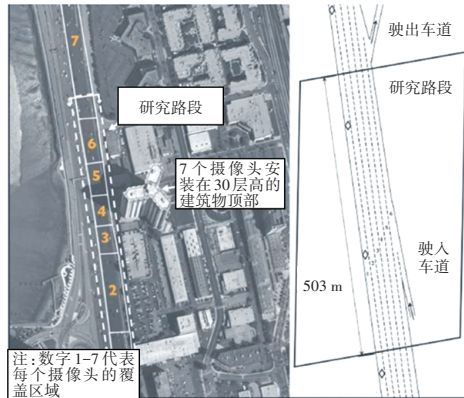 7
研究路段
6
5
4
3
2
7 个摄像头安
装在30层高的
建筑物顶部
注:数字 1-7 代表
每个摄像头的覆
盖区域
驶出车道
研究路段
驶入
车道
503 m